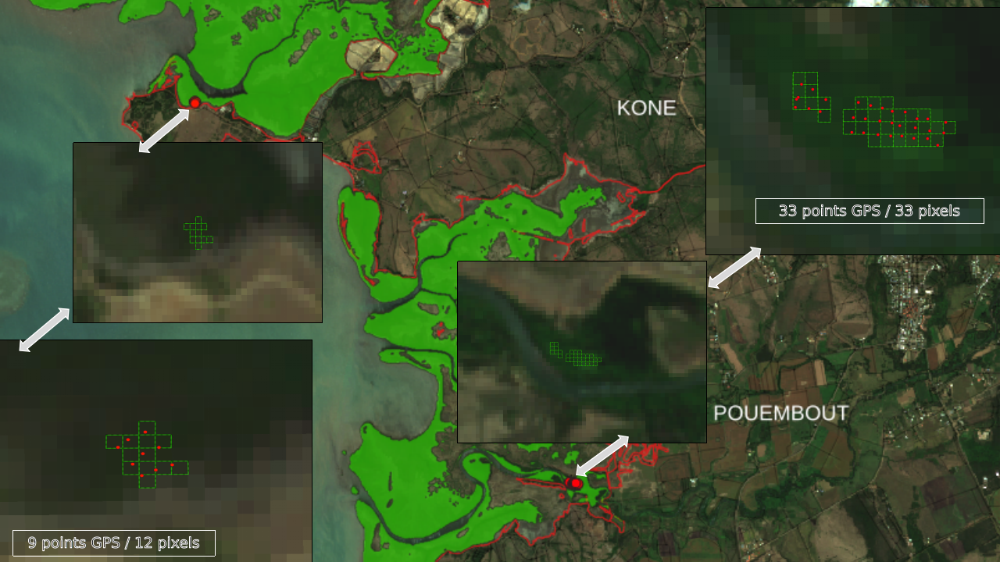 KONE
33 points GPS / 33 pixels
POUEMBOUT
9 points GPS / 12 pixels